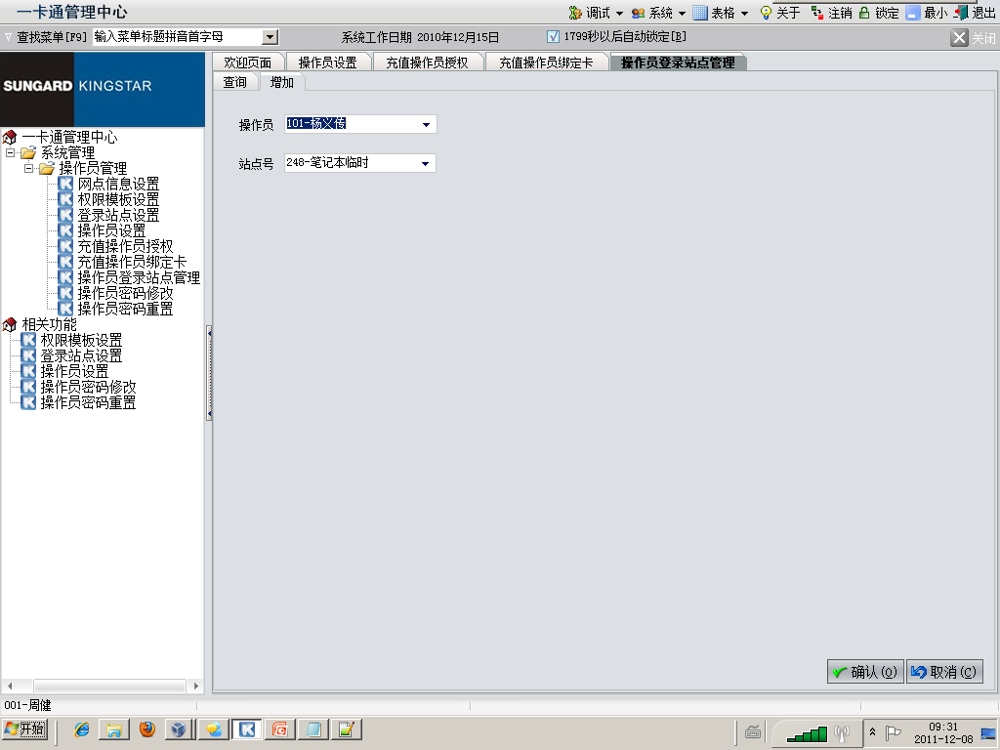 一卡通管理中心
调试 系统 表格 关于 注销 锁定 最小 退出
查找菜单[F9] 输入菜单标题拼音首字母 系统工作日期 2010年12月15日 1799秒以后自动锁定[B] 关闭
SUNGARD KINGSTAR
欢迎页面 操作员设置 充值操作员授权 充值操作员绑定卡 操作员登录站点管理
查询 增加
操作员 101-杨义传
站点号 248-笔记本临时
一卡通管理中心
系统管理
操作员管理
网点信息设置
权限模板设置
登录站点设置
操作员设置
充值操作员授权
充值操作员绑定卡
操作员登录站点管理
操作员密码修改
操作员密码重置
相关功能
权限模板设置
登录站点设置
操作员设置
操作员密码修改
操作员密码重置
确认(O) 取消(C)
001-周健
开始
09:31
2011-12-08